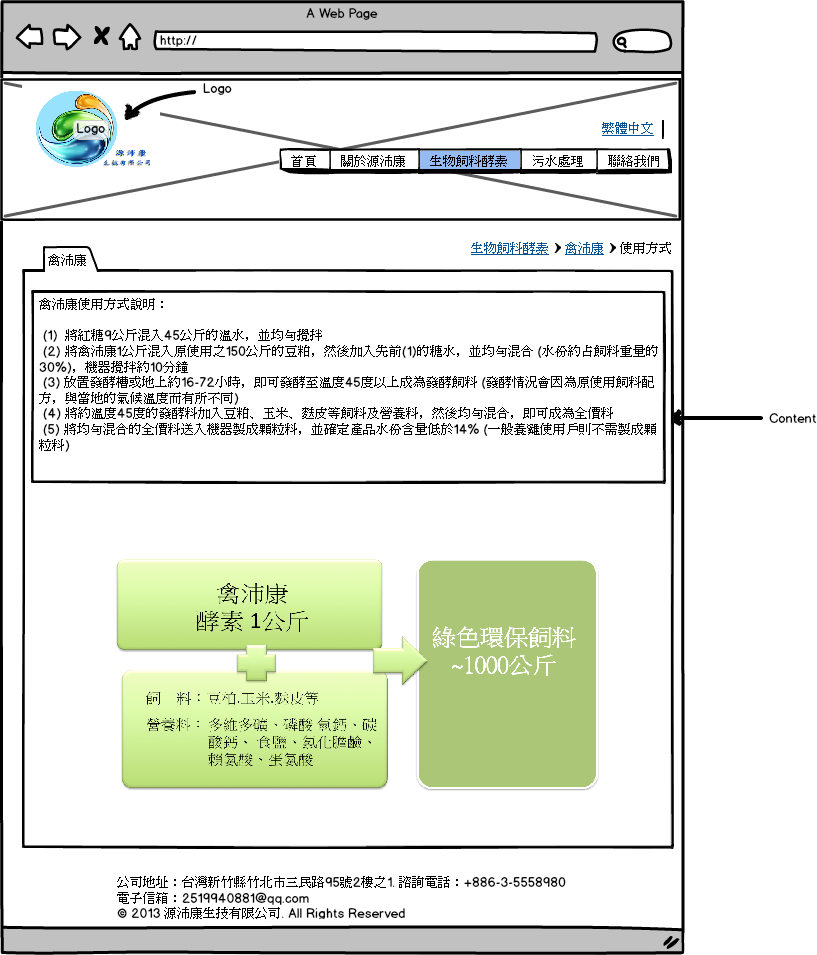 A Web Page
http://
Logo
Logo
源沛康
生技有限公司
繁體中文
首頁
關於源沛康
生物飼料酵素
污水處理
聯絡我們
生物飼料酵素
禽沛康
使用方式
禽沛康
禽沛康使用方式說明：
(1) 將紅糖9公斤混入45公斤的溫水，並均勻攪拌
(2) 將禽沛康1公斤混入原使用之150公斤的豆粕，然後加入先前(1)的糖水，並均勻混合 (水份約占飼料重量的
30%)，機器攪拌約10分鐘
(3) 放置發酵槽或地上約16-72小時，即可發酵至溫度45度以上成為發酵飼料 (發酵情況會因為原使用飼料配
方，與當地的氣候溫度而有所不同)
(4) 將約溫度45度的發酵料加入豆粕、玉米、麩皮等飼料及營養料，然後均勻混合，即可成為全價料
(5) 將均勻混合的全價料送入機器製成顆粒料，並確定產品水份含量低於14% (一般養雞使用戶則不需製成顆
粒料)
Content
禽沛康
酵素 1公斤
飼　料：豆粕.玉米.麩皮等
營養料：多維多礦、磷酸氫鈣、碳
酸鈣、食鹽、氯化膽鹼、
賴氨酸、蛋氨酸
綠色環保飼料
~1000公斤
公司地址：台灣新竹縣竹北市三民路95號2樓之1. 諮詢電話：+886-3-5558980
電子信箱：2519940881@qq.com
© 2013 源沛康生技有限公司. All Rights Reserved